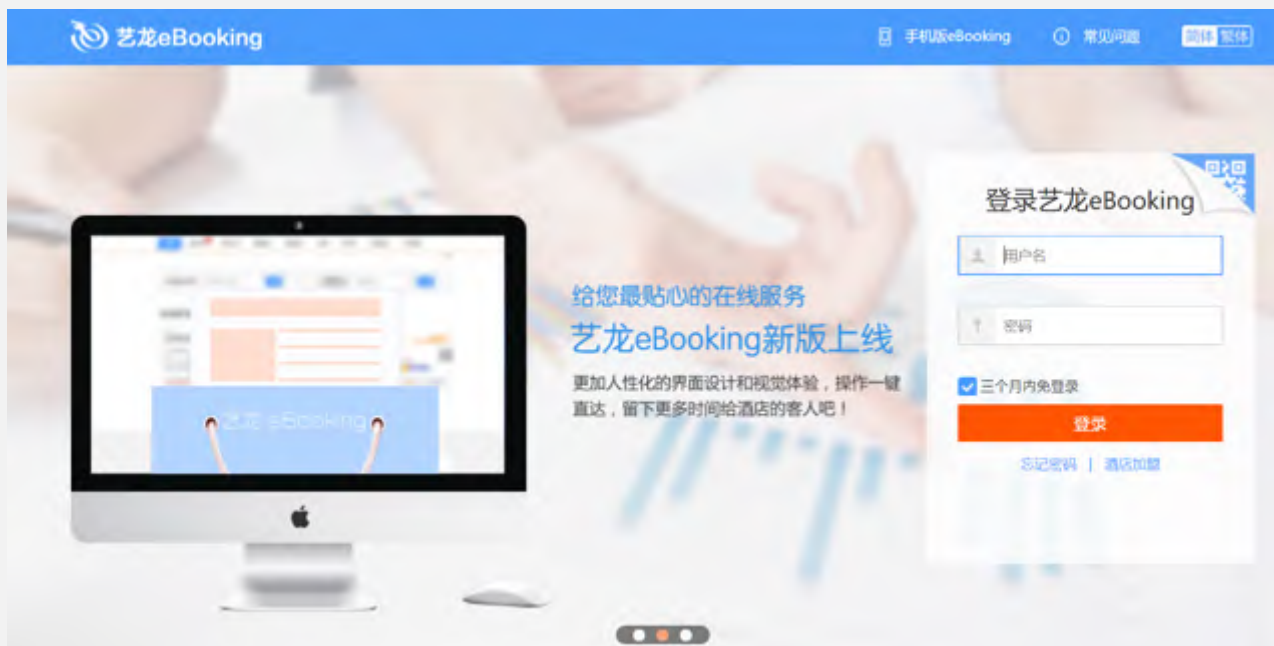 艺龙eBooking
手机版eBooking
常见问题
简体 繁体
登录艺龙eBooking
用户名
密码
三个月内免登录
登录
忘记密码 | 酒店加盟
给您最贴心的在线服务
艺龙eBooking新版上线
更加人性化的界面设计和视觉体验，操作一键
直达，留下更多时间给酒店的客人吧！
艺龙 eBooking